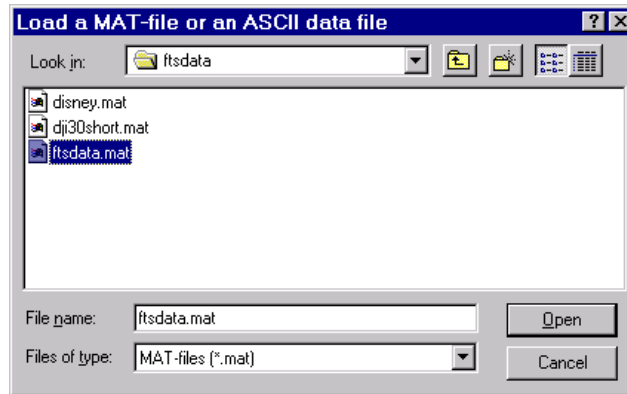 Load a MAT-file or an ASCII data file
Look in: ftsdata
disney.mat
dji30short.mat
ftsdata.mat
File name: ftsdata.mat Open
Files of type: MAT-files (*.mat) Cancel